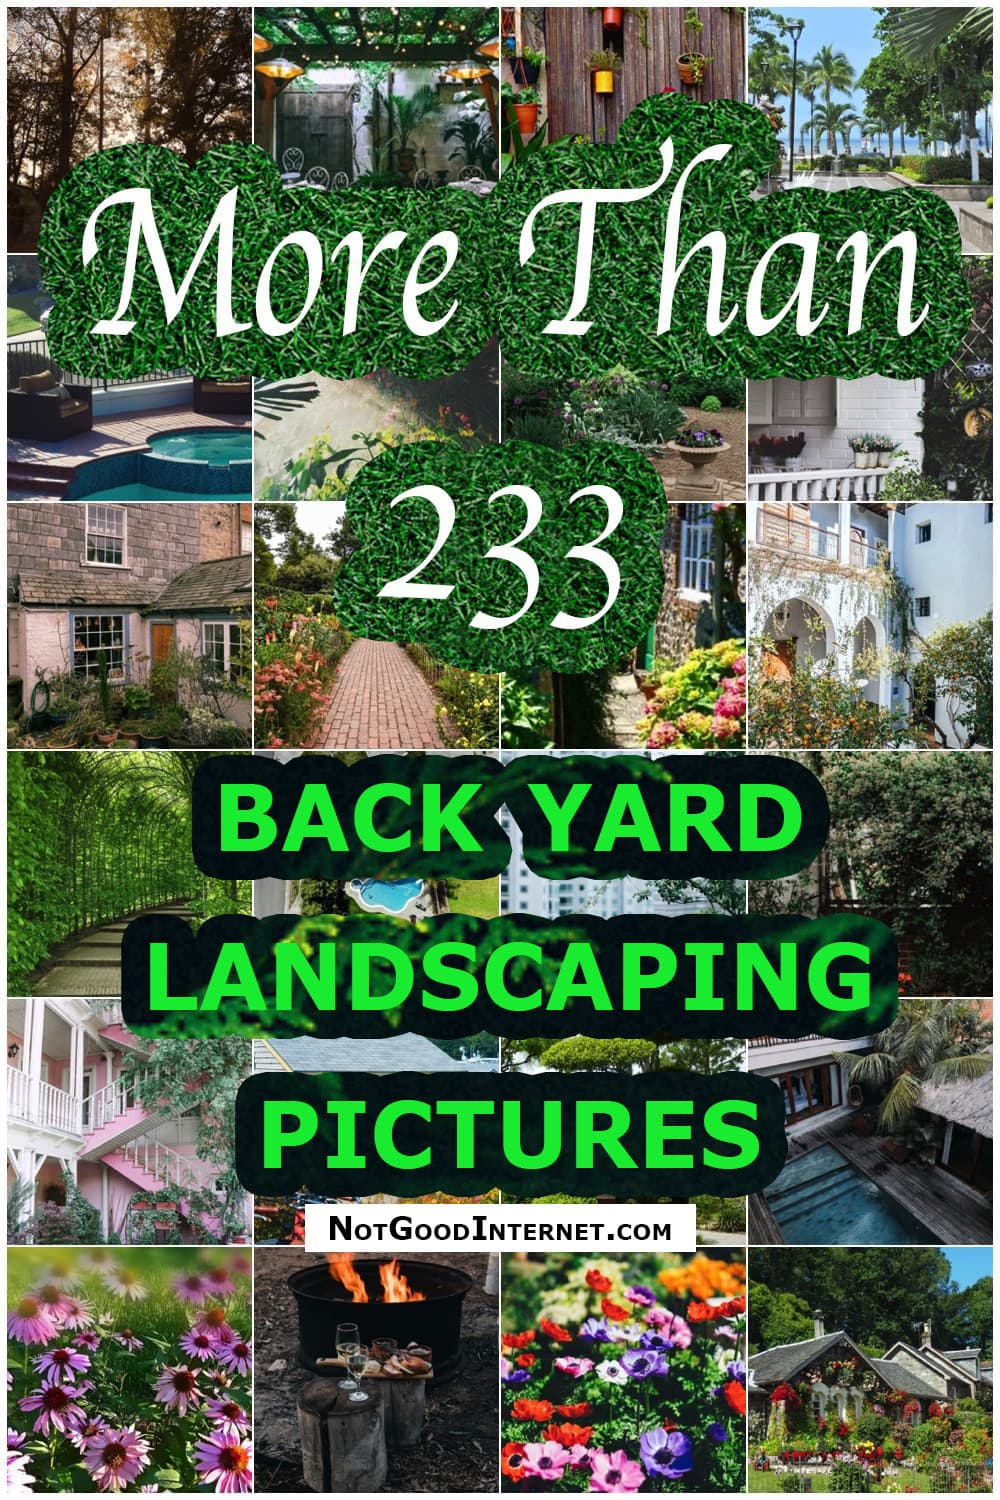 More Than
233
BACK YARD
LANDSCAPING
PICTURES
NOTGOODINTERNET.COM